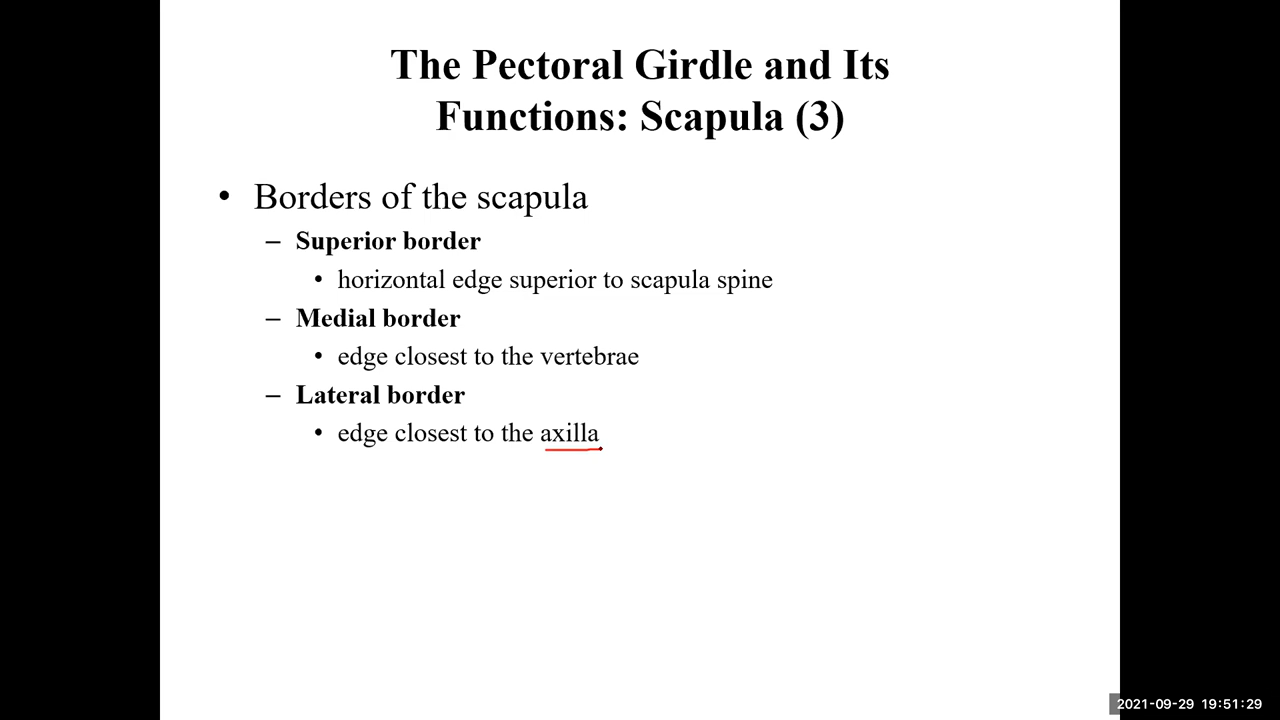 The Pectoral Girdle and Its
Functions: Scapula (3)
• Borders of the scapula
– Superior border
• horizontal edge superior to scapula spine
– Medial border
• edge closest to the vertebrae
– Lateral border
• edge closest to the axilla
2021-09-29 19:51:29